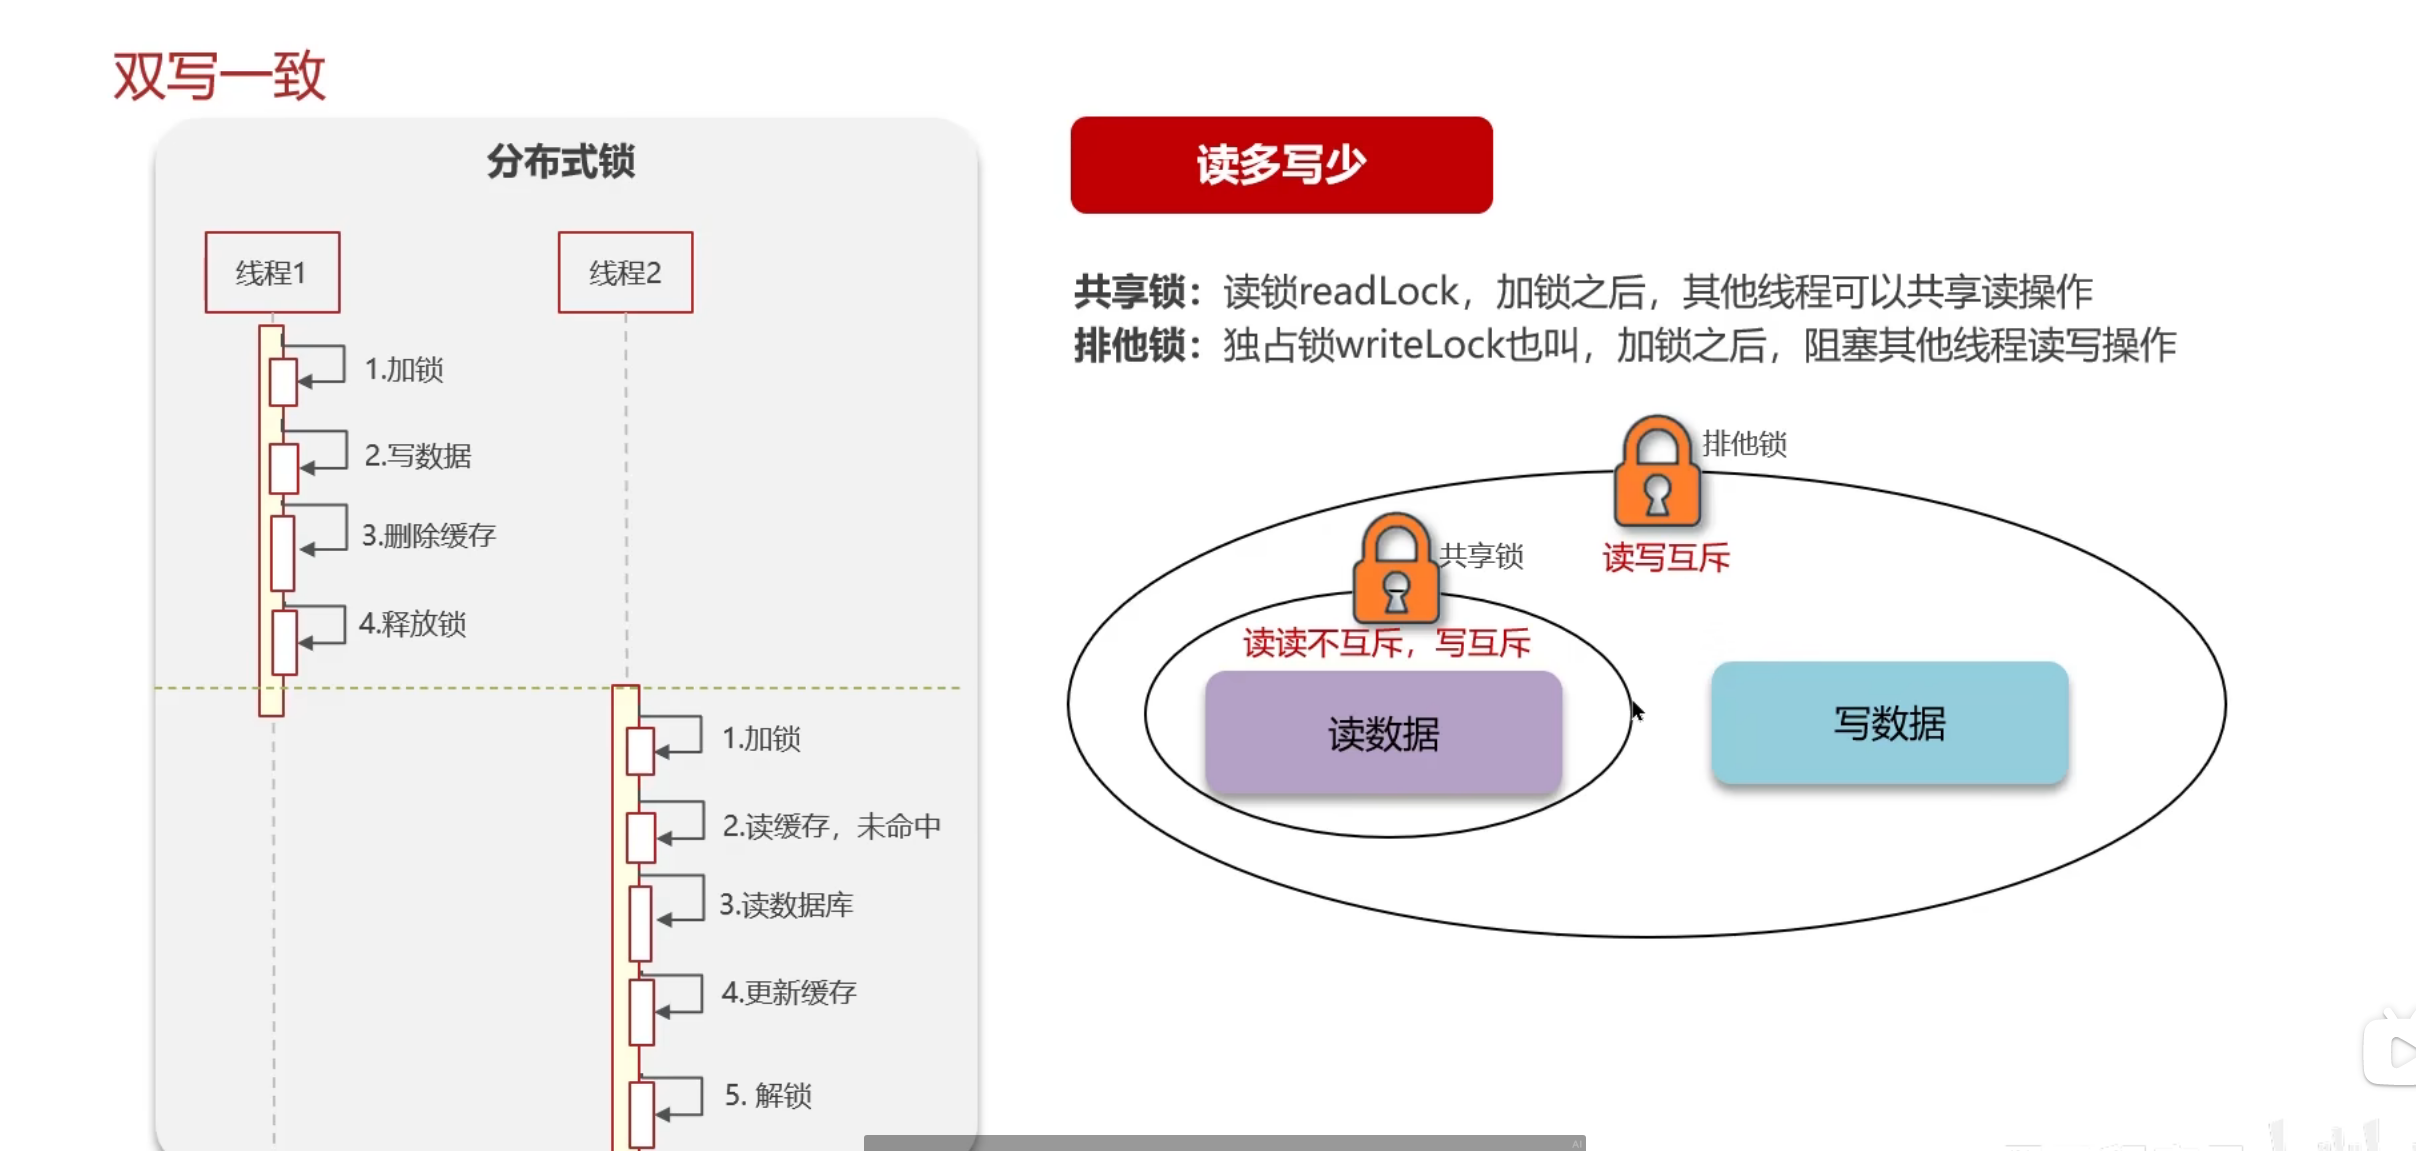 双写一致
分布式锁
线程1
线程2
1.加锁
2.写数据
3.删除缓存
4.释放锁
1.加锁
2.读缓存，未命中
3.读数据库
4.更新缓存
5. 解锁
读多写少
共享锁：读锁readLock，加锁之后，其他线程可以共享读操作
排他锁：独占锁writeLock也叫，加锁之后，阻塞其他线程读写操作
排他锁
读写互斥
共享锁
读读不互斥，写互斥
读数据
写数据
AI